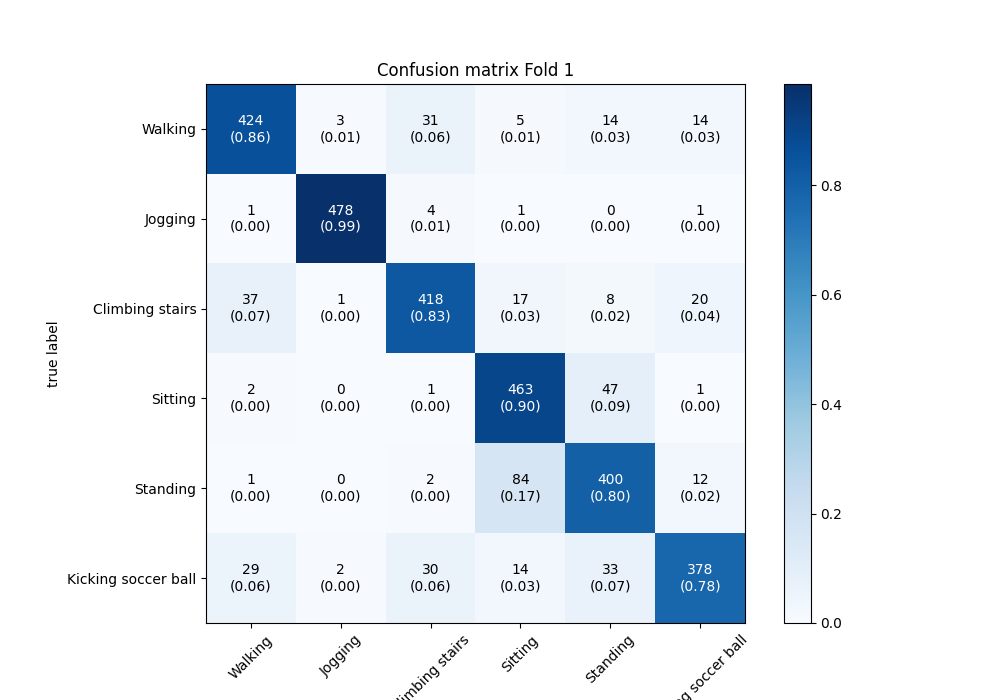 Confusion matrix Fold 1
true label
Walking
424 3 31 5 14 14
(0.86) (0.01) (0.06) (0.01) (0.03) (0.03)
Jogging
1 478 4 1 0 1
(0.00) (0.99) (0.01) (0.00) (0.00) (0.00)
Climbing stairs
37 1 418 17 8 20
(0.07) (0.00) (0.83) (0.03) (0.02) (0.04)
Sitting
2 0 1 463 47 1
(0.00) (0.00) (0.00) (0.90) (0.09) (0.00)
Standing
1 0 2 84 400 12
(0.00) (0.00) (0.00) (0.17) (0.80) (0.02)
Kicking soccer ball
29 2 30 14 33 378
(0.06) (0.00) (0.06) (0.03) (0.07) (0.78)
Walking
Jogging
limbing stairs
Sitting
Standing
g soccer ball
0.8
0.6
0.4
0.2
0.0